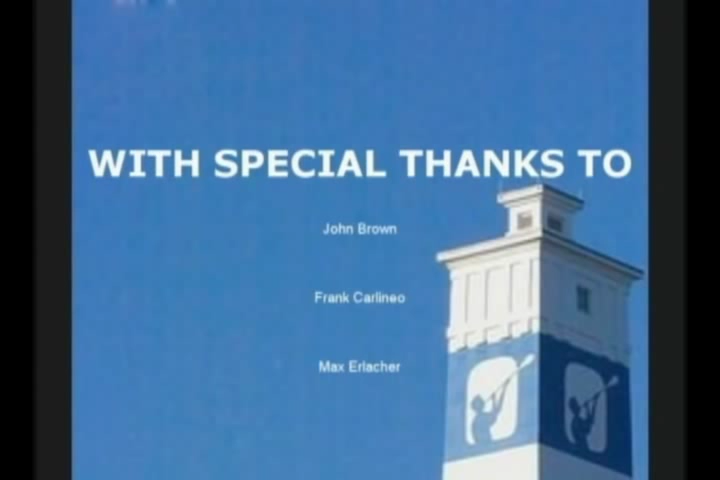 WITH SPECIAL THANKS TO
John Brown
Frank Carlineo
Max Erlacher